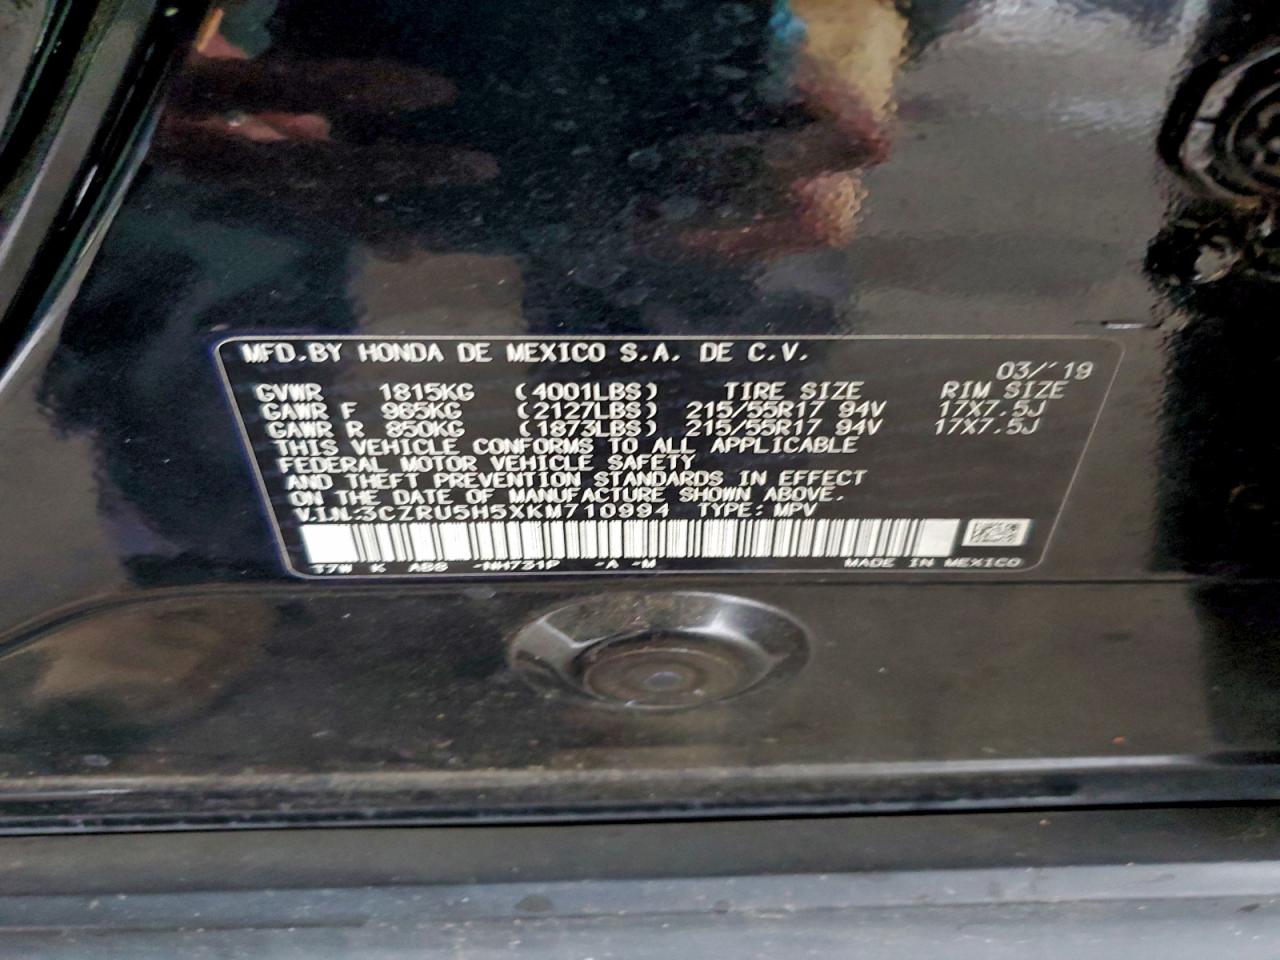 MFD. BY HONDA DE MEXICO S.A. DE C.V.
03/'19
GVWR 1815KG (4001LBS) TIRE SIZE RIM SIZE
GAWR F 965KG (2127LBS) 215/55R17 94V 17X7.5J
GAWR R 850KG (1873LBS) 215/55R17 94V 17X7.5J
THIS VEHICLE CONFORMS TO ALL APPLICABLE
FEDERAL MOTOR VEHICLE SAFETY
AND THEFT PREVENTION STANDARDS IN EFFECT
ON THE DATE OF MANUFACTURE SHOWN ABOVE.
V.I.N.:3CZRU5H5XKM710994 TYPE: MPV
T7W K ABS -NH731P -A -M MADE IN MEXICO